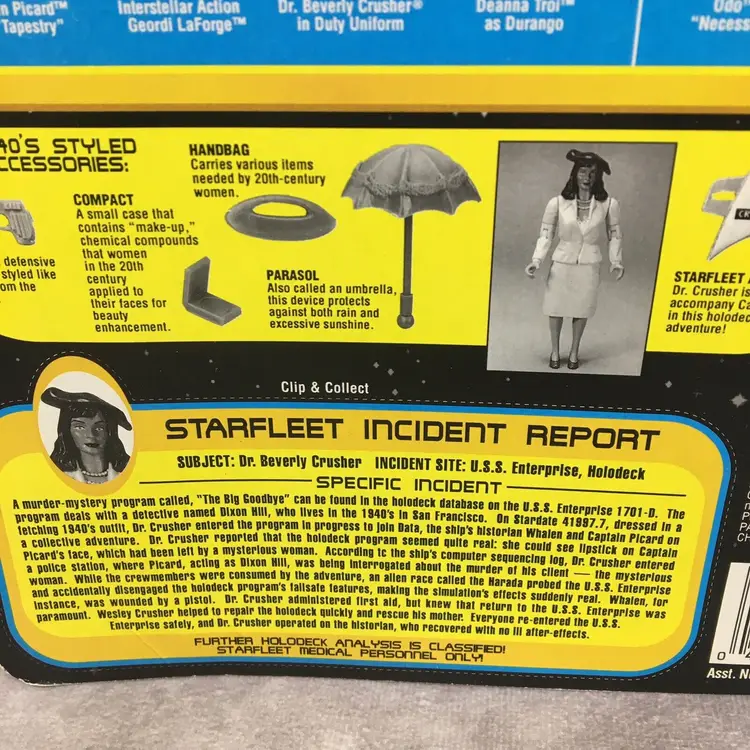 n Picard™
Tapestry"
Interstellar Action
Geordi LaForge™
Dr. Beverly Crusher®
in Duty Uniform
Deanna Troi™
as Durango
Odo™
"Necess
40'S STYLED
CCESSORIES:
defensive
styled like
om the
COMPACT
A small case that
contains "make-up,"
chemical compounds
that women
in the 20th
century
applied to
their faces for
beauty
enhancement.
HANDBAG
Carries various items
needed by 20th-century
women.
PARASOL
Also called an umbrella,
this device protects
against both rain and
excessive sunshine.
CR
STARFLEET A
Dr. Crusher is
accompany Ca
in this holodec
adventure!
Clip & Collect
STARFLEET INCIDENT REPORT
SUBJECT: Dr. Beverly Crusher INCIDENT SITE: U.S.S. Enterprise, Holodeck
SPECIFIC INCIDENT
A murder-mystery program called, "The Big Goodbye" can be found in the holodeck database on the U.S.S. Enterprise 1701-D. The
program deals with a detective named Dixon Hill, who lives in the 1940's in San Francisco. On Stardate 41997.7, dressed in a
fetching 1940's outfit, Dr. Crusher entered the program in progress to join Data, the ship's historian Whalen and Captain Picard on
a collective adventure. Dr. Crusher reported that the holodeck program seemed quite real: she could see lipstick on Captain
Picard's face, which had been left by a mysterious woman. According to the ship's computer sequencing log, Dr. Crusher entered
a police station, where Picard, acting as Dixon Hill, was being interrogated about the murder of his client — the mysterious
woman. While the crewmembers were consumed by the adventure, an alien race called the Harada probed the U.S.S. Enterprise
and accidentally disengaged the holodek program's failsafe features, making the simulation's effects suddenly real. Whalen, for
instance, was wounded by a pistol. Dr. Crusher administered first aid, but knew that return to the U.S.S. Enterprise was
paramount. Wesley Crusher helped to repair the holodeck quickly and rescue his mother. Everyone re-entered the U.S.S.
Enterprise safely, and Dr. Crusher operated on the historian, who recovered with no ill after-effects.
FURTHER HOLODECK ANALYSIS IS CLASSIFIED!
STARFLEET MEDICAL PERSONNEL ONLY!
0
Asst. N